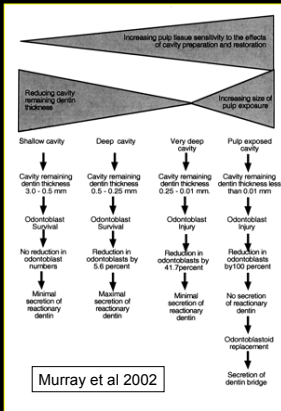 Increasing pulp tissue sensitivity to the effects
of cavity preparation and restoration
Reducing cavity
remaining dentin
thickness
Increasing size of
pulp exposure
Shallow cavity
Cavity remaining
dentin thickness
3.0 - 0.5 mm
Odontoblast
Survival
No reduction in
odontoblast
numbers
Minimal
secretion of
reactionary
dentin
Deep cavity
Cavity remaining
dentin thickness
0.5 - 0.25 mm
Odontoblast
Survival
Reduction in
odontoblasts by
5.6 percent
Maximal
secretion of
reactionary
dentin
Very deep
cavity
Cavity remaining
dentin thickness
0.25 - 0.01 mm.
Odontoblast
Injury
Reduction in
odontoblasts by
41.7percent
Minimal
secretion of
reactionary
dentin
Pulp exposed
cavity
Cavity remaining
dentin thickness less
than 0.01 mm
Odontoblast
Injury
Reduction in
odontoblasts
by100 percent
No secretion
of reactionary
dentin
Odontoblastoid
replacement
Secretion of
dentin bridge
Murray et al 2002